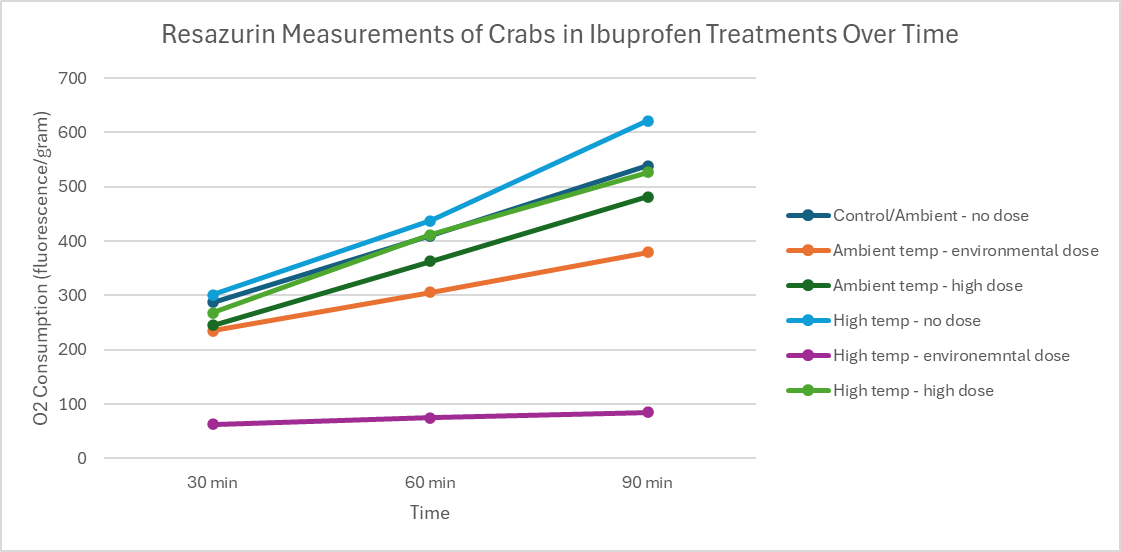 Resazurin Measurements of Crabs in Ibuprofen Treatments Over Time
O2 Consumption (fluorescence/gram)
700
600
500
400
300
200
100
0
30 min 60 min 90 min
Time
Control/Ambient - no dose
Ambient temp - environmental dose
Ambient temp - high dose
High temp - no dose
High temp - environemntal dose
High temp - high dose